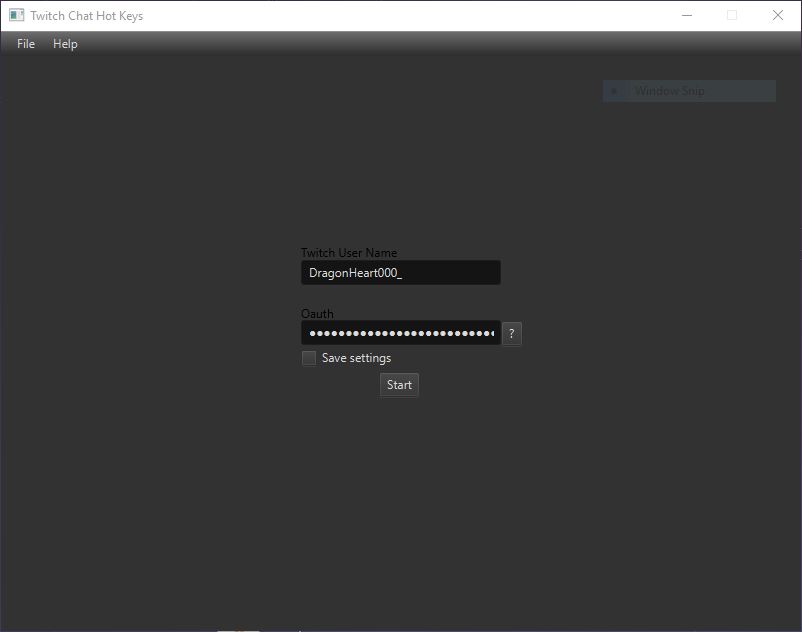 Twitch Chat Hot Keys
File Help
Window Snip
Twitch User Name
DragonHeart000_
Oauth
••••••••••••••••••••••••••
?
Save settings
Start